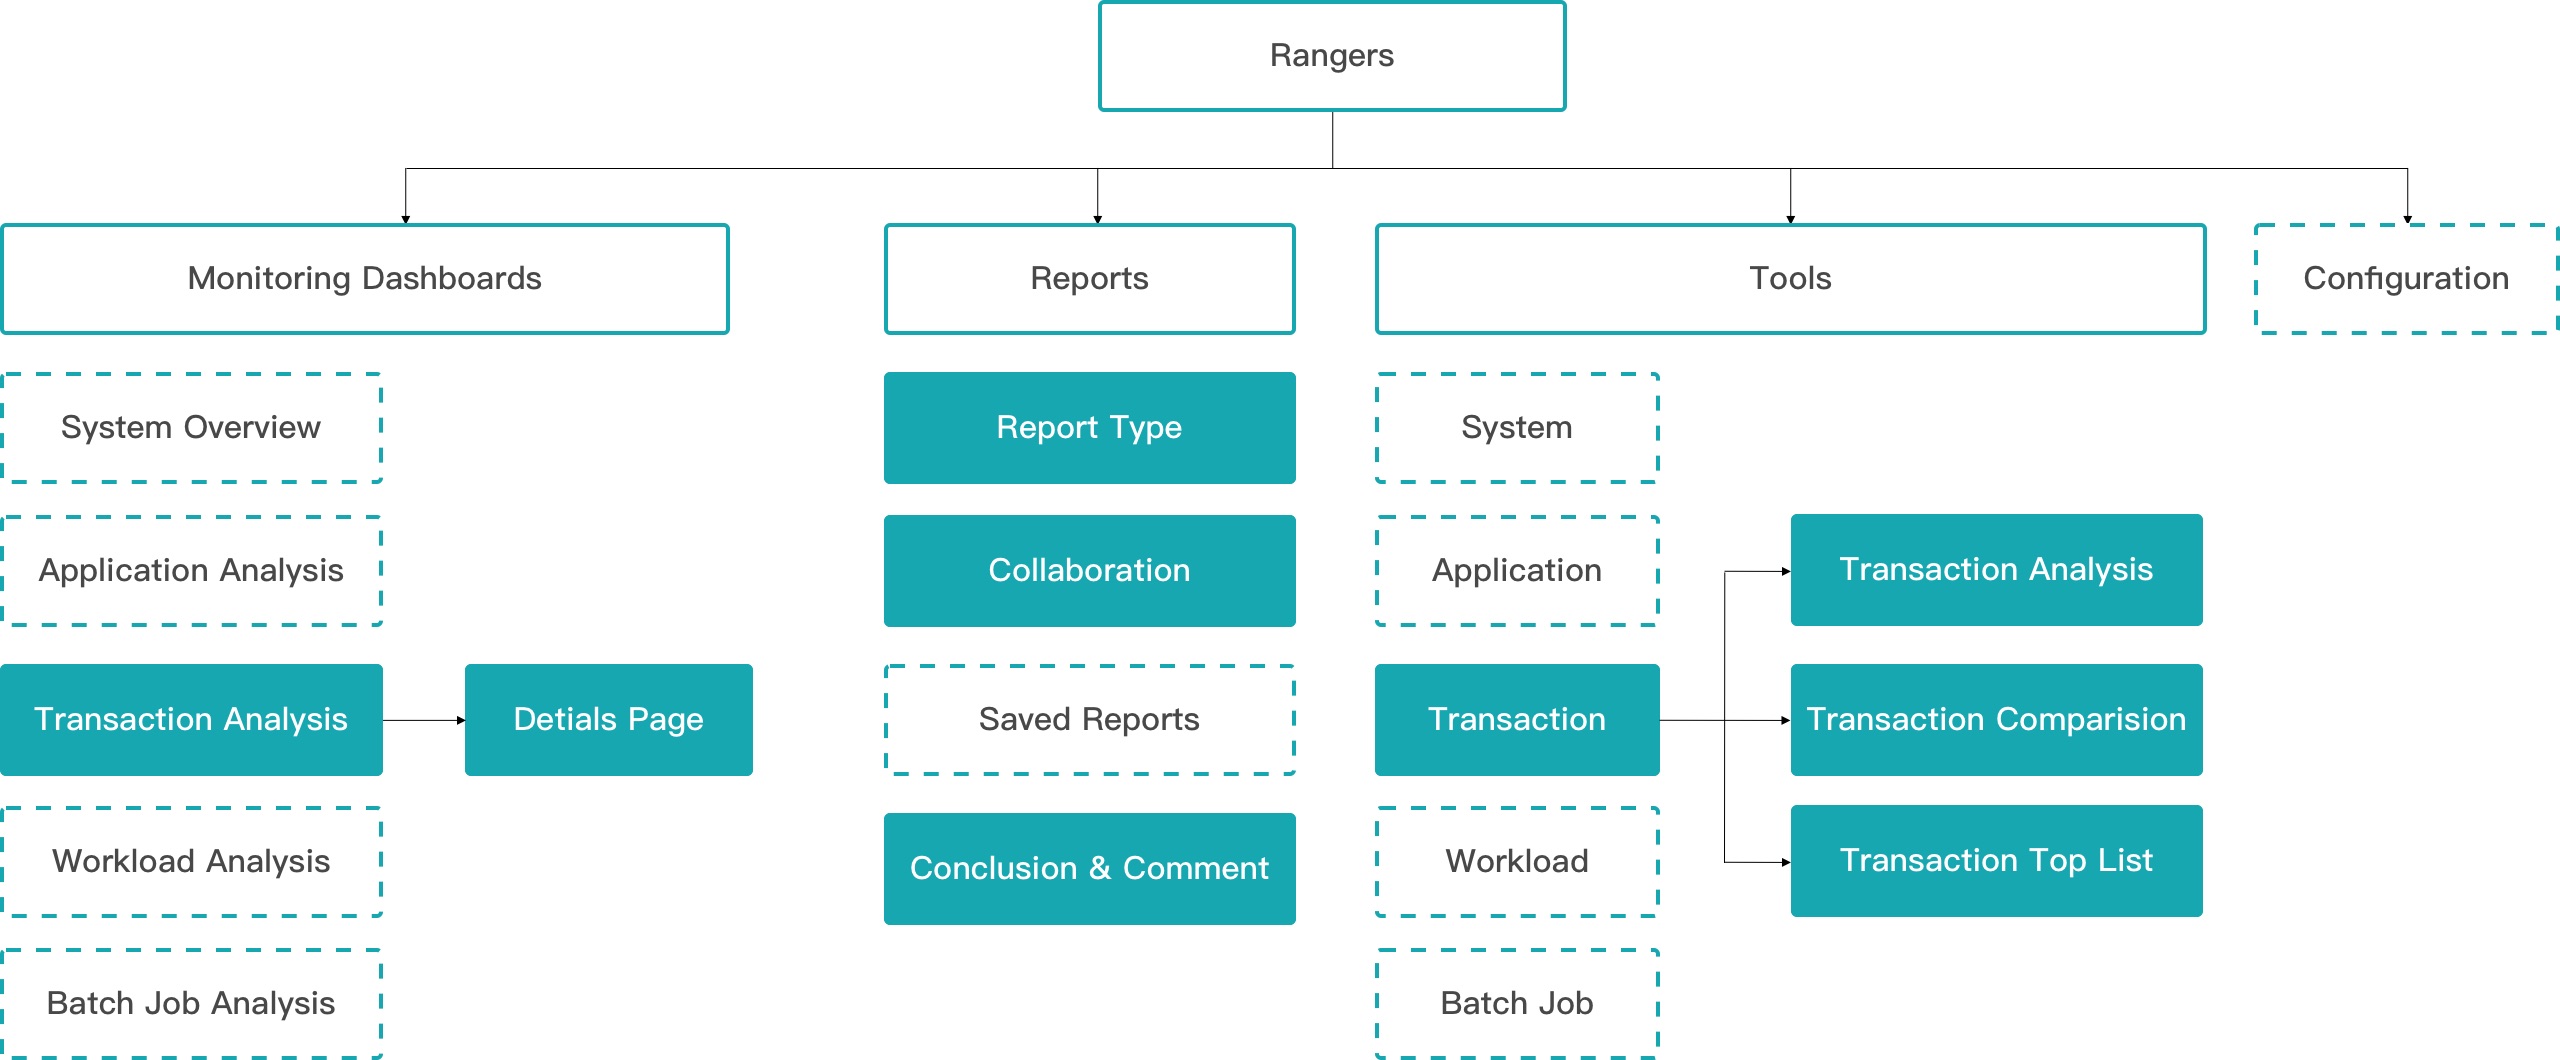 Rangers
Monitoring Dashboards
Reports
Tools
Configuration
System Overview
Report Type
System
Application Analysis
Collaboration
Application
Transaction Analysis
Transaction Analysis
Detials Page
Saved Reports
Transaction
Transaction Comparision
Workload Analysis
Conclusion & Comment
Workload
Transaction Top List
Batch Job Analysis
Batch Job